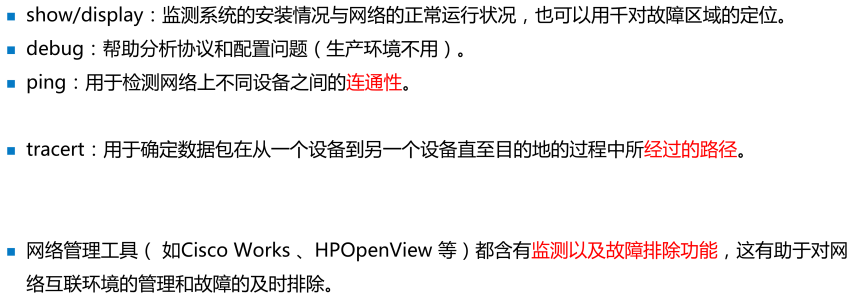 show/display：监测系统的安装情况与网络的正常运行状况，也可以用千对故障区域的定位。
debug：帮助分析协议和配置问题（生产环境不用）。
ping：用于检测网络上不同设备之间的连通性。
tracert：用于确定数据包在从一个设备到另一个设备直至目的地的过程中所经过的路径。
网络管理工具（ 如Cisco Works 、HPOpenView 等）都含有监测以及故障排除功能，这有助于对网
络互联环境的管理和故障的及时排除。